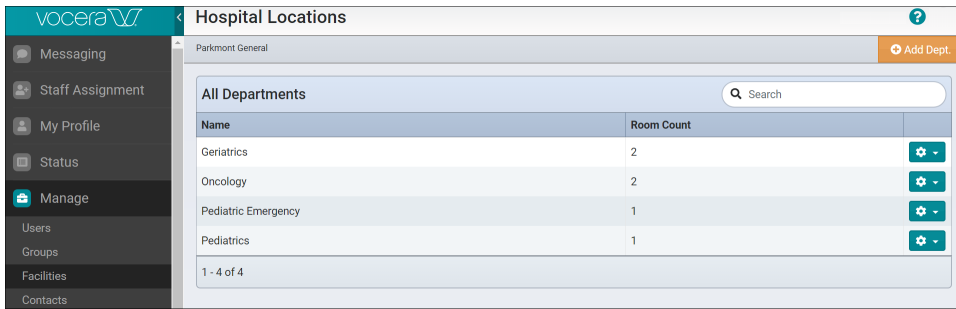 vocera
Hospital Locations
?
Messaging
Parkmont General
Add Dept.
Staff Assignment
All Departments
Search
My Profile
Name Room Count
Geriatrics 2
Status
Oncology 2
Manage
Pediatric Emergency 1
Users
Pediatrics 1
Groups
Facilities
1 - 4 of 4
Contacts